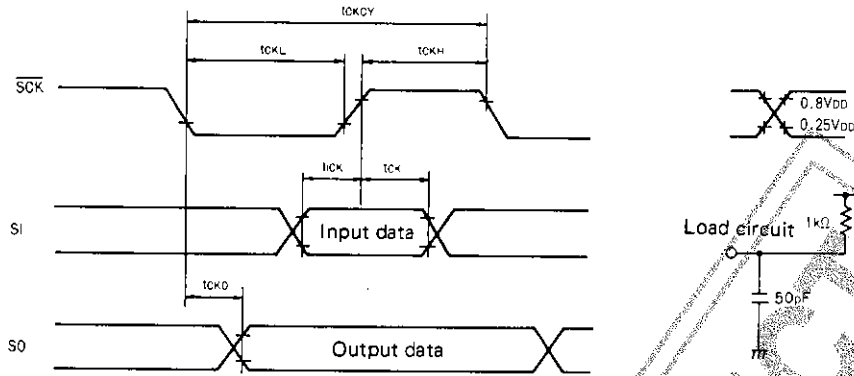 tCKCY
tCKL
tCKH
SCK
0.8VDD
0.25VDD
tICK
tCK
SI
Input data
1kΩ
Load circuit
tCKO
50pF
SO
Output data